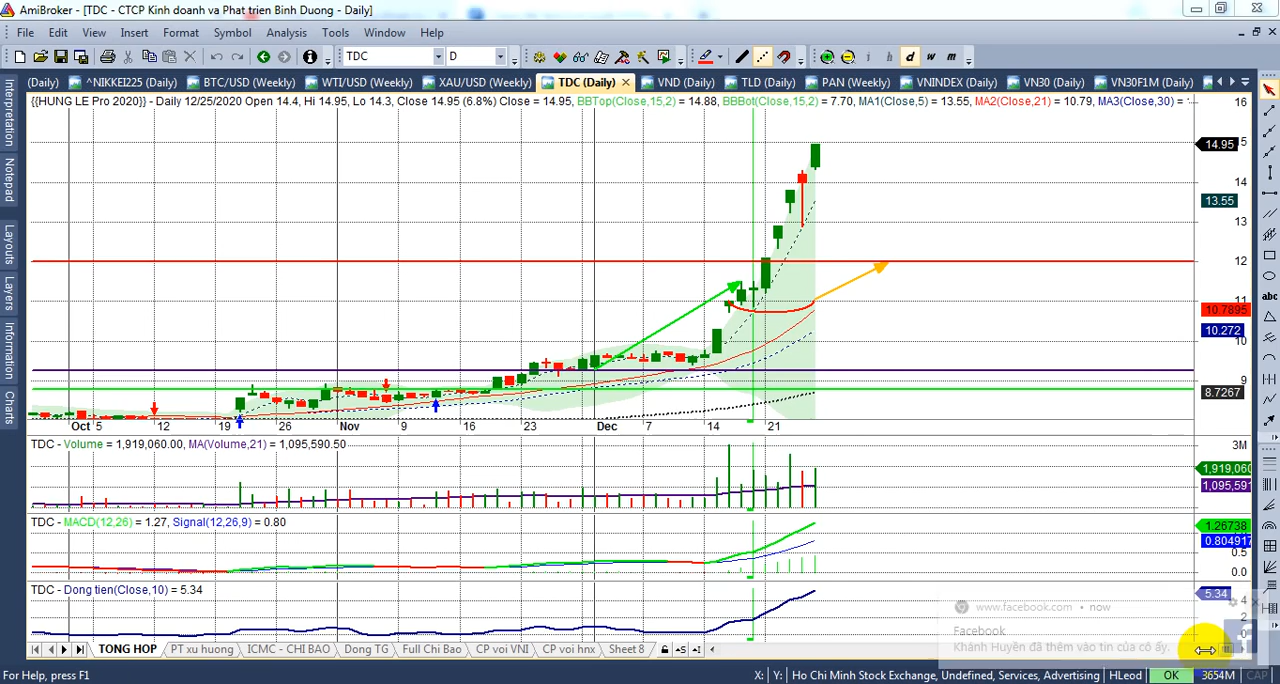 AmiBroker - [TDC - CTCP Kinh doanh va Phat trien Binh Duong - Daily]
File Edit View Insert Format Symbol Analysis Tools Window Help
TDC D i h d w m
(Daily) ^NIKKEI225 (Daily) BTC/USD (Weekly) WTI/USD (Weekly) XAU/USD (Weekly) TDC (Daily) VND (Daily) TLD (Daily) PAN (Weekly) VNINDEX (Daily) VN30 (Daily) VN30F1M (Daily)
{{HUNG LE Pro 2020}} - Daily 12/25/2020 Open 14.4, Hi 14.95, Lo 14.3, Close 14.95 (6.8%) Close = 14.95, BBTop(Close,15,2) = 14.88, BBBot(Close,15,2) = 7.70, MA1(Close,5) = 13.55, MA2(Close,21) = 10.79, MA3(Close,30) =
Interpretation
Notepad
Layouts
Layers
Information
Charts
16
14.95 5
14
13.55
13
12
11
10.7895
10.272
10
9
8.7267
abc
Oct 5 12 19 26 Nov 9 16 23 Dec 7 14 21
TDC - Volume = 1,919,060.00, MA(Volume,21) = 1,095,590.50
3M
1,919,060
1,095,591
TDC - MACD(12,26) = 1.27, Signal(12,26,9) = 0.80
1.26738
0.804917
0.5
0.0
TDC - Dong tien(Close,10) = 5.34
5.34
4
2
0
www.facebook.com • now
Facebook
Khánh Huyền đã thêm vào tin của cô ấy.
TONG HOP PT xu huong ICMC - CHI BAO Dong TG Full Chi Bao CP voi VNI CP voi hnx Sheet 8
For Help, press F1 X: Y: Ho Chi Minh Stock Exchange, Undefined, Services, Advertising HLeod OK 3654M CAP